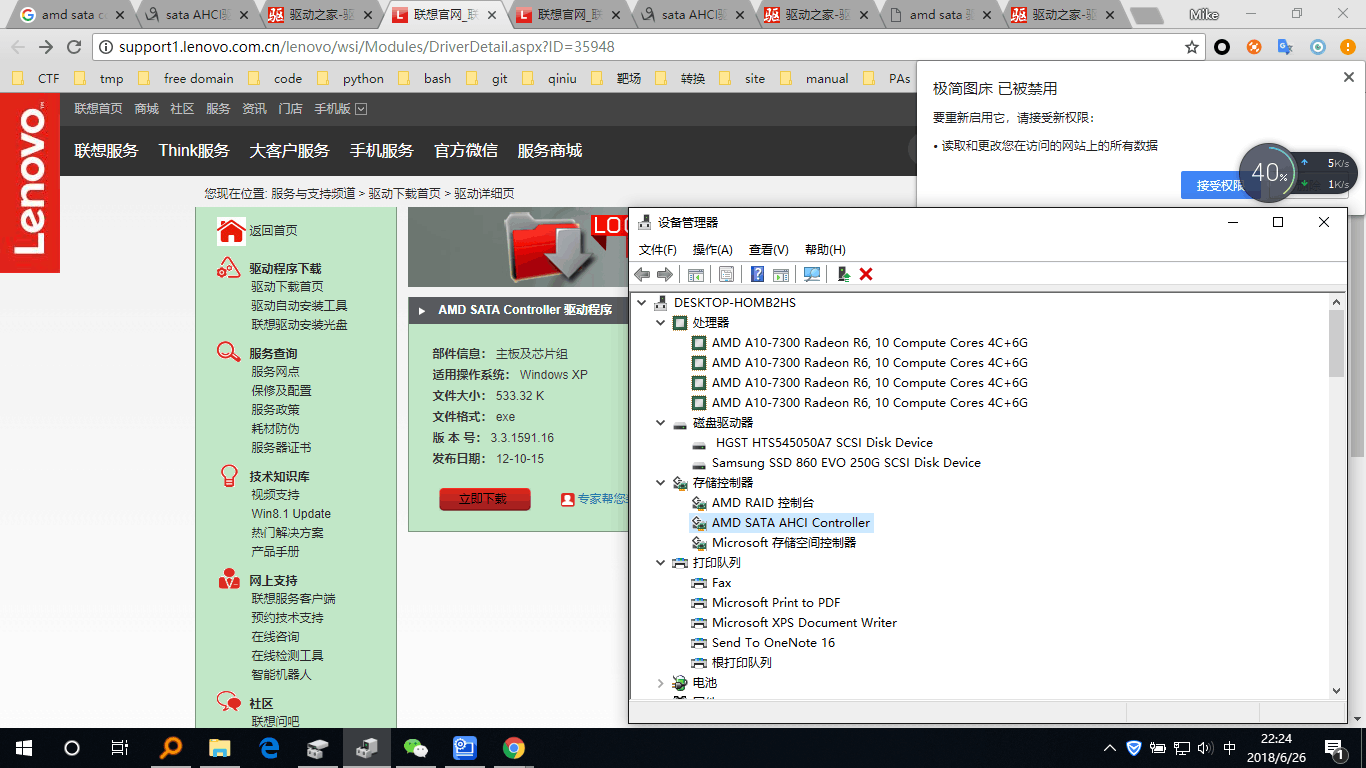 amd sata c
sata AHCI驱
驱动之家-驱
联想官网_联
联想官网_联
sata AHCI驱
驱动之家-驱
amd sata 驱
驱动之家-驱
Mike
support1.lenovo.com.cn/lenovo/wsi/Modules/DriverDetail.aspx?ID=35948
CTF
tmp
free domain
code
python
bash
git
qiniu
靶场
转换
site
manual
PAs
极简图床 已被禁用
要重新启用它，请接受新权限：
• 读取和更改您在访问的网站上的所有数据
接受权限
40%
5K/s
1K/s
Lenovo
联想首页 商城 社区 服务 资讯 门店 手机版
联想服务 Think服务 大客户服务 手机服务 官方微信 服务商城
您现在位置: 服务与支持频道 > 驱动下载首页 > 驱动详细页
返回首页
驱动程序下载
驱动下载首页
驱动自动安装工具
联想驱动安装光盘
服务查询
服务网点
保修及配置
服务政策
耗材防伪
服务器证书
技术知识库
视频支持
Win8.1 Update
热门解决方案
产品手册
网上支持
联想服务客户端
预约技术支持
在线咨询
在线检测工具
智能机器人
社区
联想问吧
LOC
AMD SATA Controller 驱动程序
部件信息： 主板及芯片组
适用操作系统： Windows XP
文件大小： 533.32 K
文件格式： exe
版 本 号： 3.3.1591.16
发布日期： 12-10-15
立即下载
专家帮您
设备管理器
文件(F) 操作(A) 查看(V) 帮助(H)
DESKTOP-HOMB2HS
处理器
AMD A10-7300 Radeon R6, 10 Compute Cores 4C+6G
AMD A10-7300 Radeon R6, 10 Compute Cores 4C+6G
AMD A10-7300 Radeon R6, 10 Compute Cores 4C+6G
AMD A10-7300 Radeon R6, 10 Compute Cores 4C+6G
磁盘驱动器
HGST HTS545050A7 SCSI Disk Device
Samsung SSD 860 EVO 250G SCSI Disk Device
存储控制器
AMD RAID 控制台
AMD SATA AHCI Controller
Microsoft 存储空间控制器
打印队列
Fax
Microsoft Print to PDF
Microsoft XPS Document Writer
Send To OneNote 16
根打印队列
电池
中
22:24
2018/6/26
1